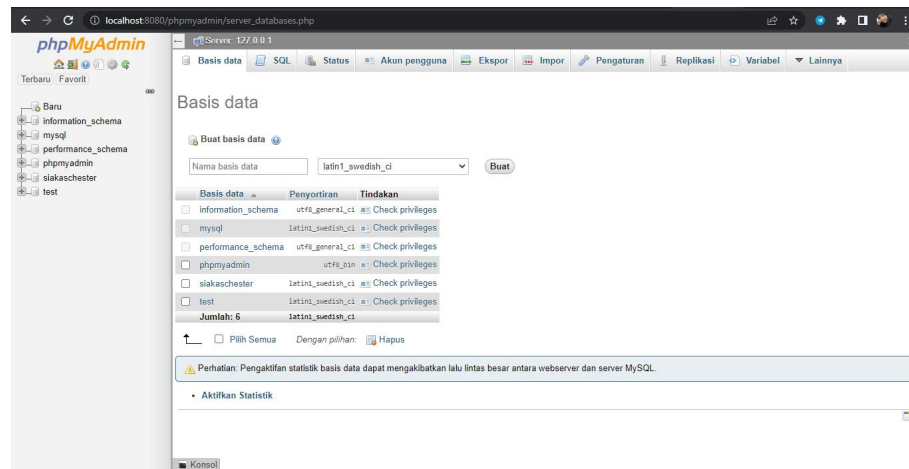 localhost:8080/phpmyadmin/server_databases.php
phpMyAdmin
Terbaru Favorit
Baru
information_schema
mysql
performance_schema
phpmyadmin
siakaschester
test
Server: 127.0.0.1
Basis data SQL Status Akun pengguna Ekspor Impor Pengaturan Replikasi Variabel Lainnya
Basis data
Buat basis data
Nama basis data latin1_swedish_ci Buat
Basis data Penyortiran Tindakan
information_schema utf8_general_ci Check privileges
mysql latin1_swedish_ci Check privileges
performance_schema utf8_general_ci Check privileges
phpmyadmin utf8_bin Check privileges
siakaschester latin1_swedish_ci Check privileges
test latin1_swedish_ci Check privileges
Jumlah: 6 latin1_swedish_ci
Pilih Semua Dengan pilihan: Hapus
Perhatian: Pengaktifan statistik basis data dapat mengakibatkan lalu lintas besar antara webserver dan server MySQL.
• Aktifkan Statistik
Konsol